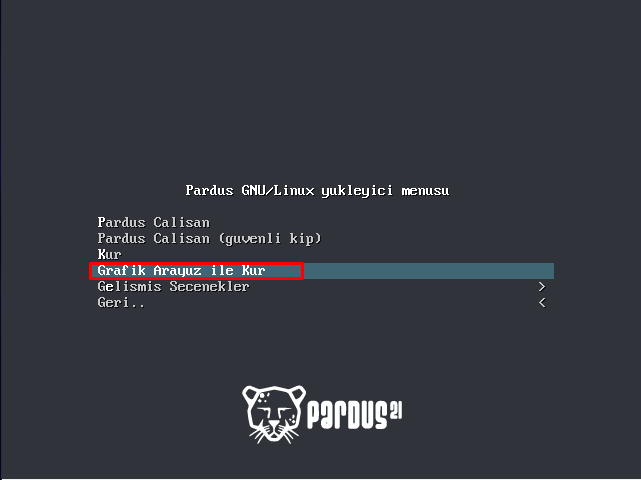 Pardus GNU/Linux yukleyici menusu
Pardus Calisan
Pardus Calisan (guvenli kip)
Kur
Grafik Arayuz ile Kur
Gelismis Secenekler >
Geri.. <
PARDUS 21